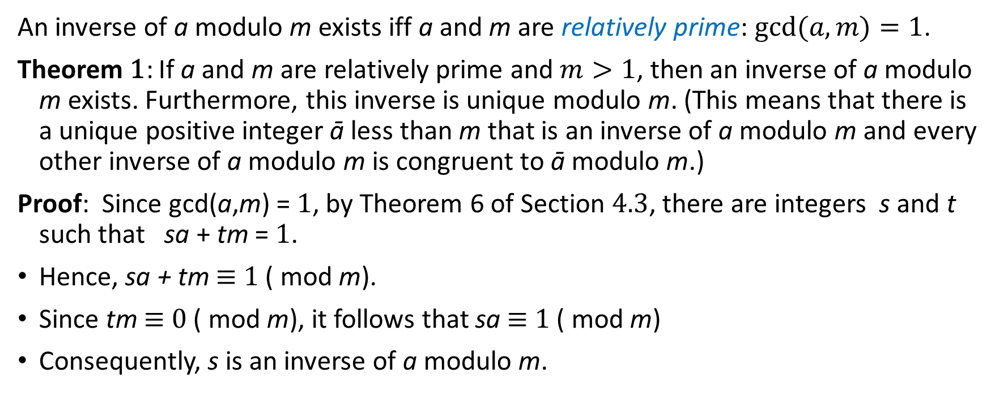 An inverse of a modulo m exists iff a and m are relatively prime: gcd(a, m) = 1.
Theorem 1: If a and m are relatively prime and m > 1, then an inverse of a modulo
m exists. Furthermore, this inverse is unique modulo m. (This means that there is
a unique positive integer ā less than m that is an inverse of a modulo m and every
other inverse of a modulo m is congruent to ā modulo m.)
Proof: Since gcd(a,m) = 1, by Theorem 6 of Section 4.3, there are integers s and t
such that sa + tm = 1.
• Hence, sa + tm ≡ 1 ( mod m).
• Since tm ≡ 0 ( mod m), it follows that sa ≡ 1 ( mod m)
• Consequently, s is an inverse of a modulo m.